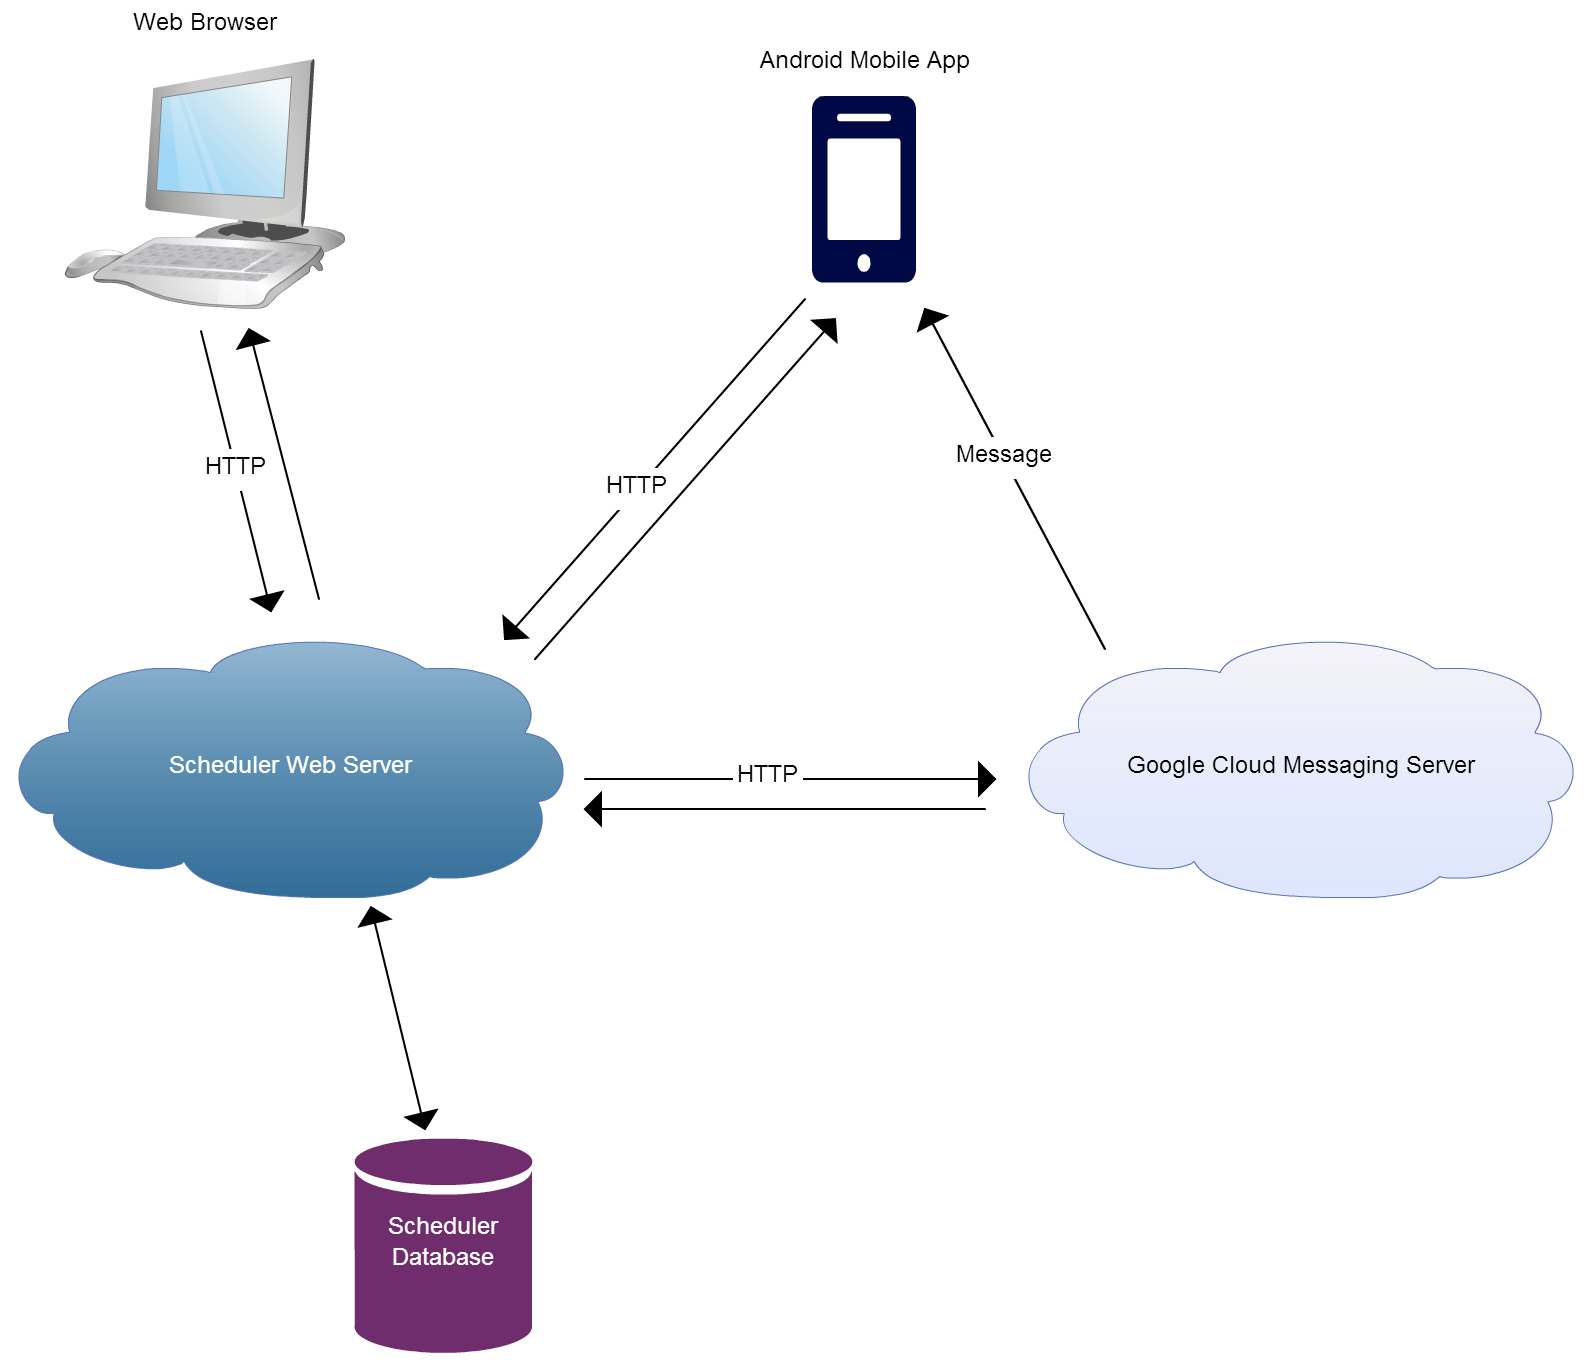 Web Browser
Android Mobile App
HTTP
HTTP
Message
Scheduler Web Server
HTTP
Google Cloud Messaging Server
Scheduler
Database